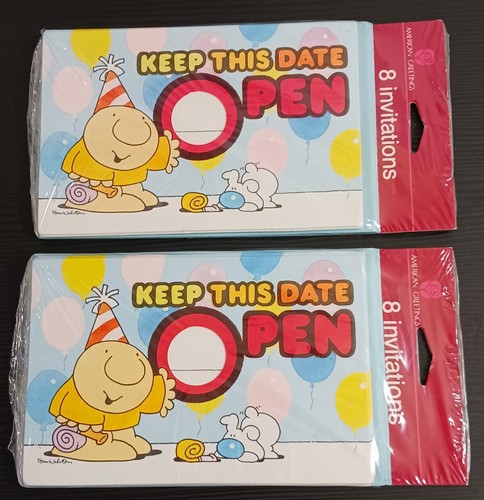 KEEP THIS DATE
OPEN
AMERICAN GREETINGS
8 invitations
KEEP THIS DATE
OPEN
AMERICAN GREETINGS
8 invitations